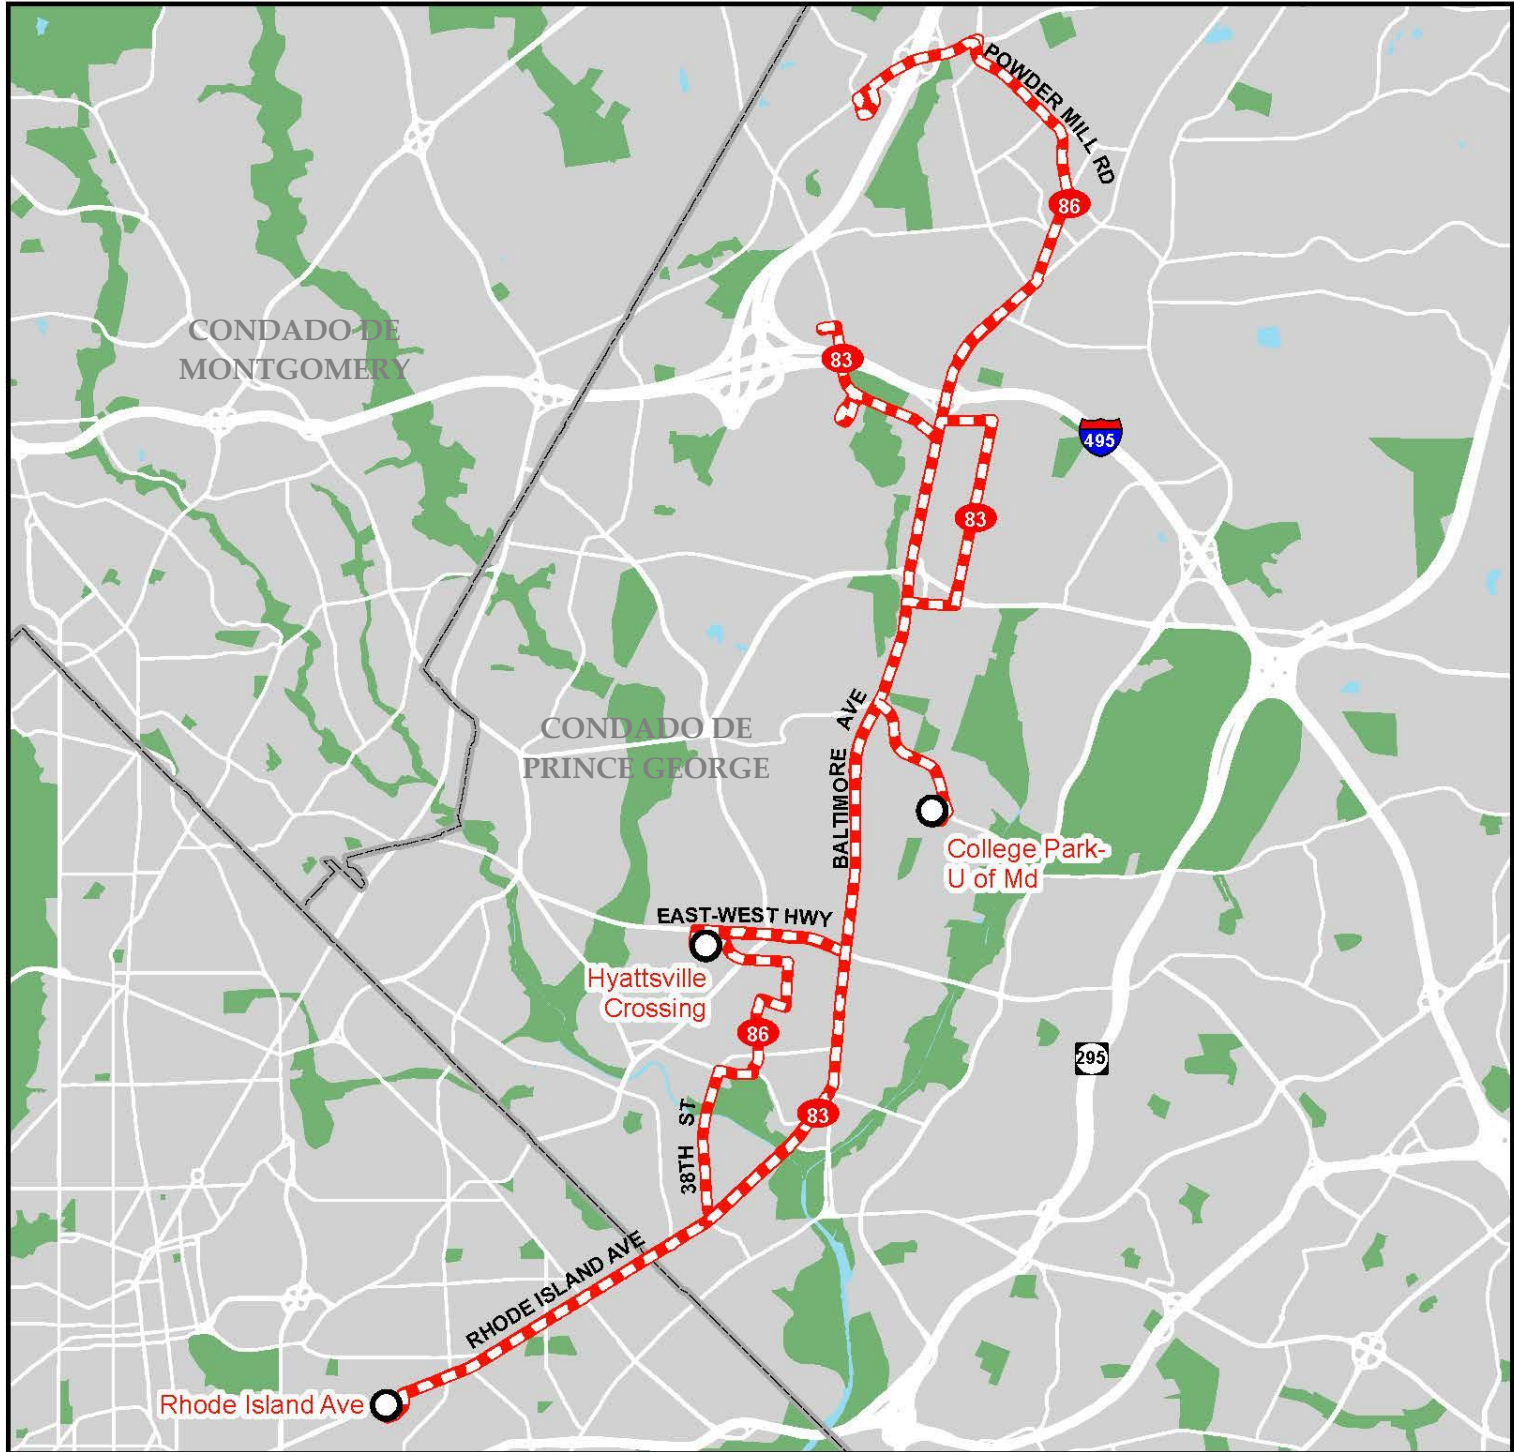 POWDER MILL RD
86
CONDADO DE
MONTGOMERY
83
495
83
CONDADO DE
PRINCE GEORGE
BALTIMORE AVE
College Park-
U of Md
EAST-WEST HWY
Hyattsville
Crossing
86
295
83
38TH ST
RHODE ISLAND AVE
Rhode Island Ave